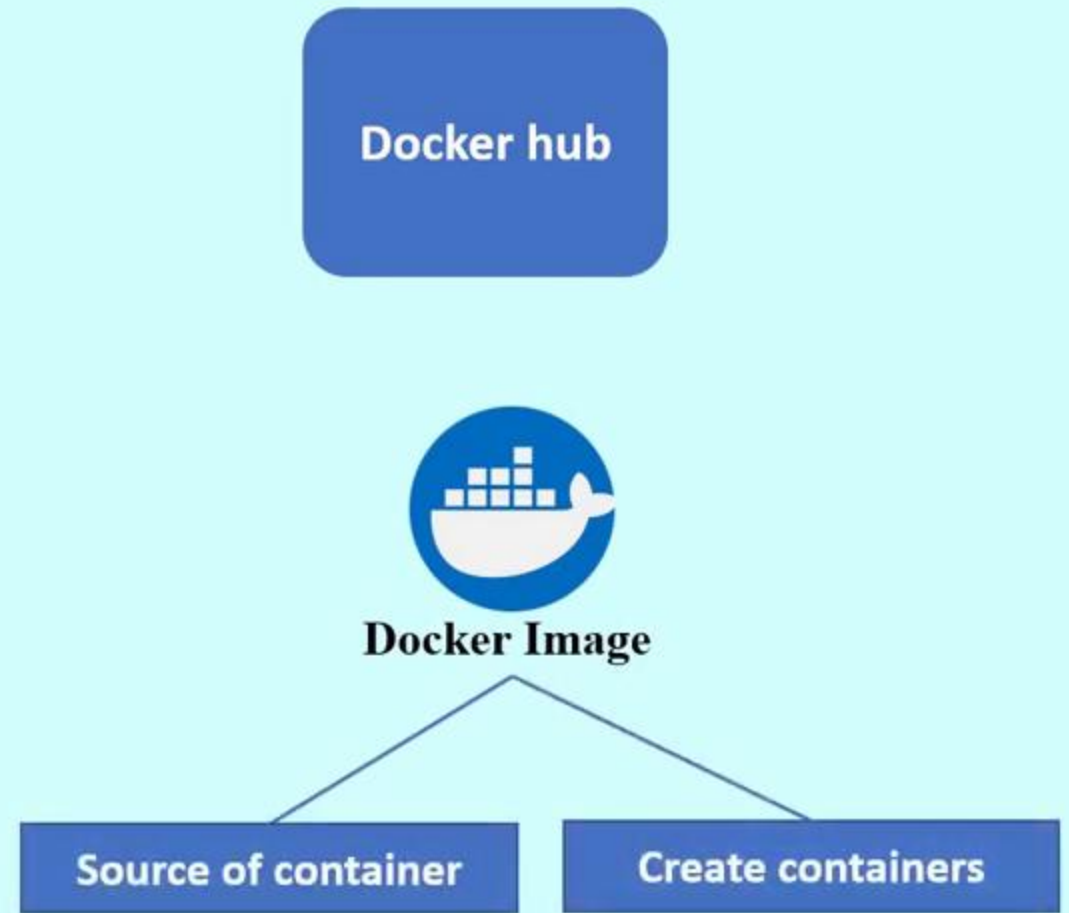 Docker hub
Docker Image
Source of container
Create containers